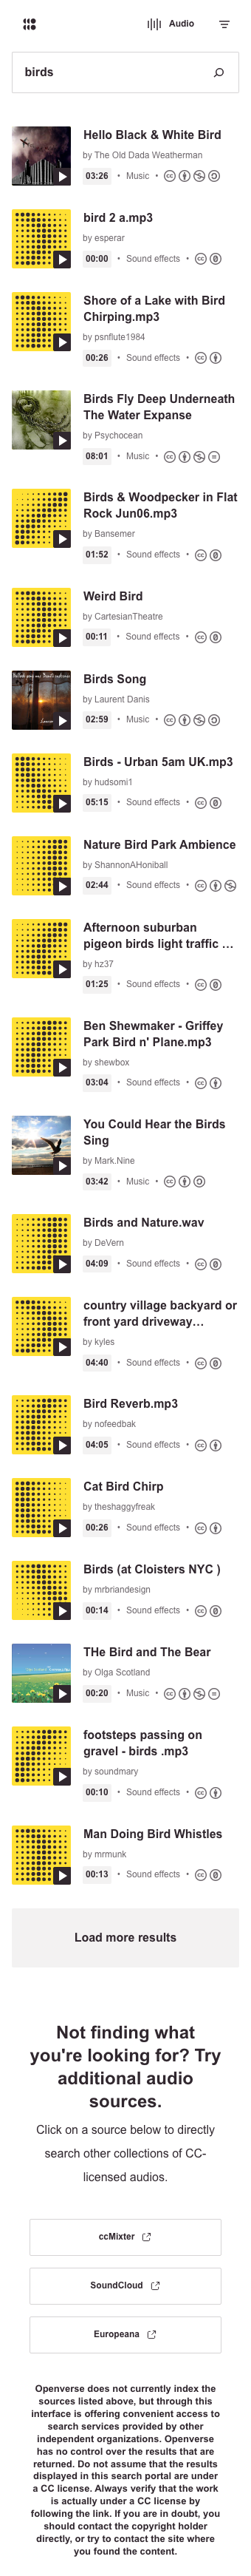 Audio
birds
Hello Black & White Bird
by The Old Dada Weatherman
03:26 • Music •
bird 2 a.mp3
by esperar
00:00 • Sound effects •
Shore of a Lake with Bird
Chirping.mp3
by psnflute1984
00:26 • Sound effects •
Birds Fly Deep Underneath
The Water Expanse
by Psychocean
08:01 • Music •
Birds & Woodpecker in Flat
Rock Jun06.mp3
by Bansemer
01:52 • Sound effects •
Weird Bird
by CartesianTheatre
00:11 • Sound effects •
Birds Song
by Laurent Danis
02:59 • Music •
Birds - Urban 5am UK.mp3
by hudsomi1
05:15 • Sound effects •
Nature Bird Park Ambience
by ShannonAHoniball
02:44 • Sound effects •
Afternoon suburban
pigeon birds light traffic …
by hz37
01:25 • Sound effects •
Ben Shewmaker - Griffey
Park Bird n' Plane.mp3
by shewbox
03:04 • Sound effects •
You Could Hear the Birds
Sing
by Mark.Nine
03:42 • Music •
Birds and Nature.wav
by DeVern
04:09 • Sound effects •
country village backyard or
front yard driveway…
by kyles
04:40 • Sound effects •
Bird Reverb.mp3
by nofeedbak
04:05 • Sound effects •
Cat Bird Chirp
by theshaggyfreak
00:26 • Sound effects •
Birds (at Cloisters NYC )
by mrbriandesign
00:14 • Sound effects •
THe Bird and The Bear
by Olga Scotland
00:20 • Music •
footsteps passing on
gravel - birds .mp3
by soundmary
00:10 • Sound effects •
Man Doing Bird Whistles
by mrmunk
00:13 • Sound effects •
Load more results
Not finding what
you're looking for? Try
additional audio
sources.
Click on a source below to directly
search other collections of CC-
licensed audios.
ccMixter
SoundCloud
Europeana
Openverse does not currently index the
sources listed above, but through this
interface is offering convenient access to
search services provided by other
independent organizations. Openverse
has no control over the results that are
returned. Do not assume that the results
displayed in this search portal are under
a CC license. Always verify that the work
is actually under a CC license by
following the link. If you are in doubt, you
should contact the copyright holder
directly, or try to contact the site where
you found the content.